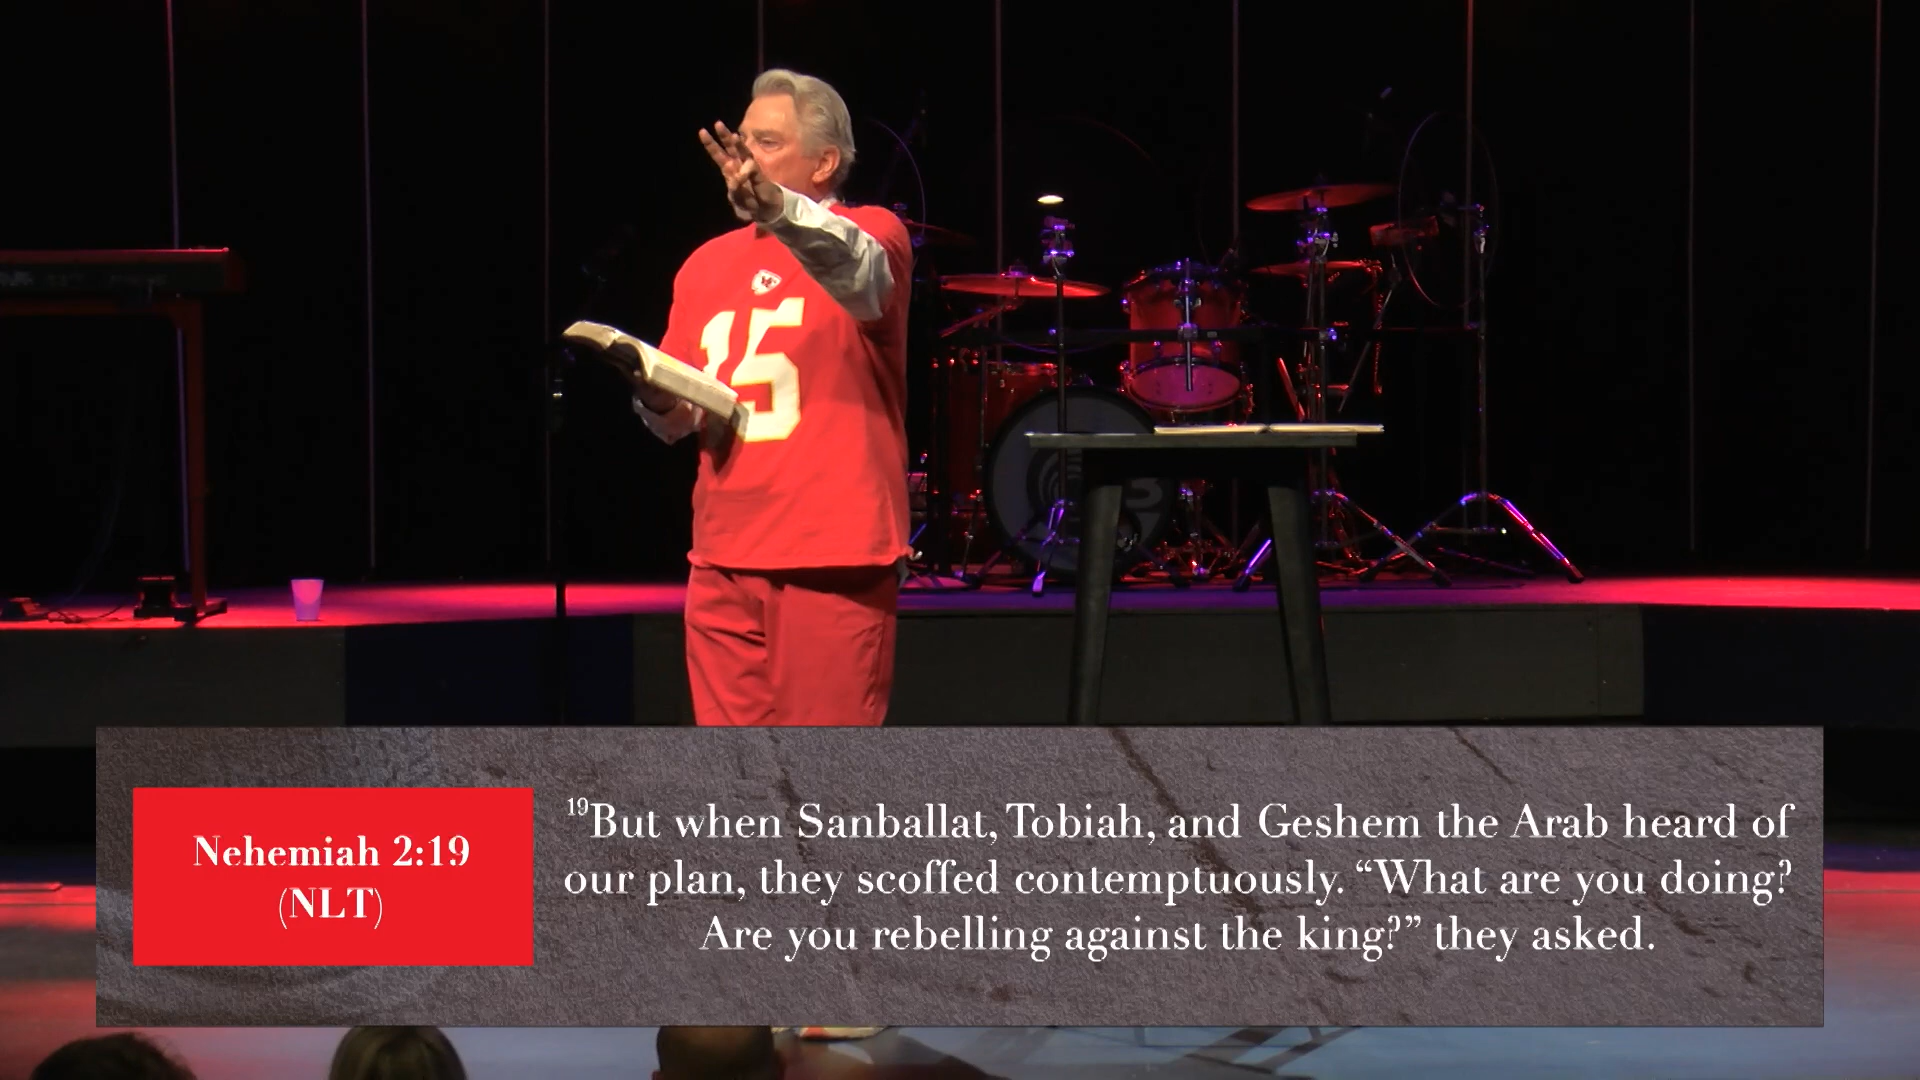 15
Nehemiah 2:19
(NLT)
19But when Sanballat, Tobiah, and Geshem the Arab heard of
our plan, they scoffed contemptuously. “What are you doing?
Are you rebelling against the king?” they asked.